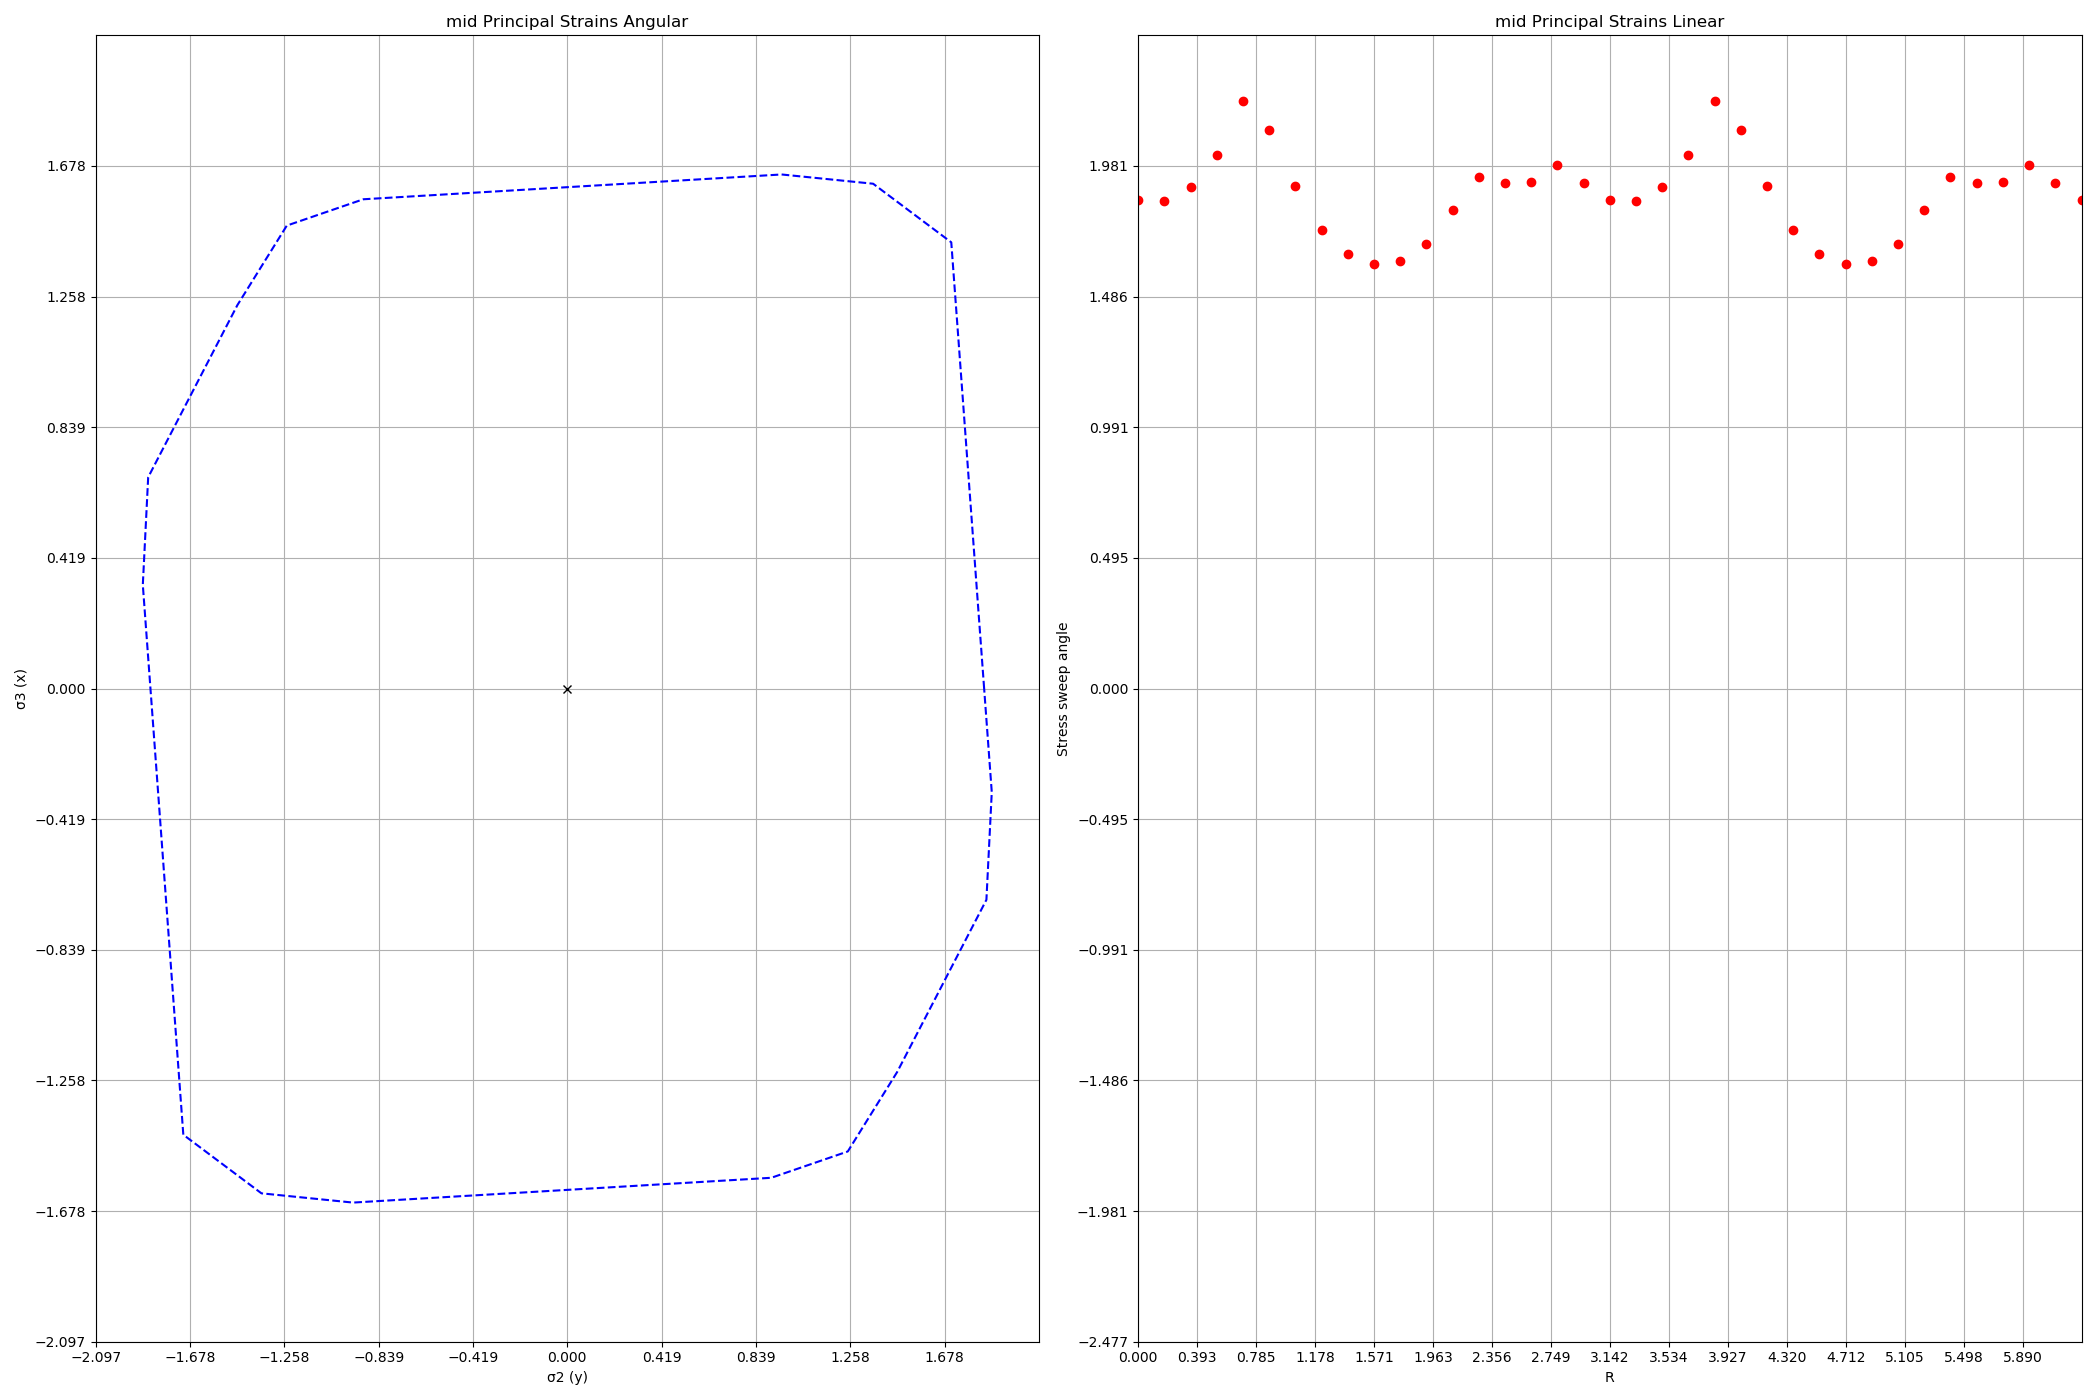 mid Principal Strains Angular
σ3 (x)
1.678
1.258
0.839
0.419
0.000
−0.419
−0.839
−1.258
−1.678
−2.097
−2.097 −1.678 −1.258 −0.839 −0.419 0.000 0.419 0.839 1.258 1.678
σ2 (y)
mid Principal Strains Linear
Stress sweep angle
1.981
1.486
0.991
0.495
0.000
−0.495
−0.991
−1.486
−1.981
−2.477
0.000 0.393 0.785 1.178 1.571 1.963 2.356 2.749 3.142 3.534 3.927 4.320 4.712 5.105 5.498 5.890
R